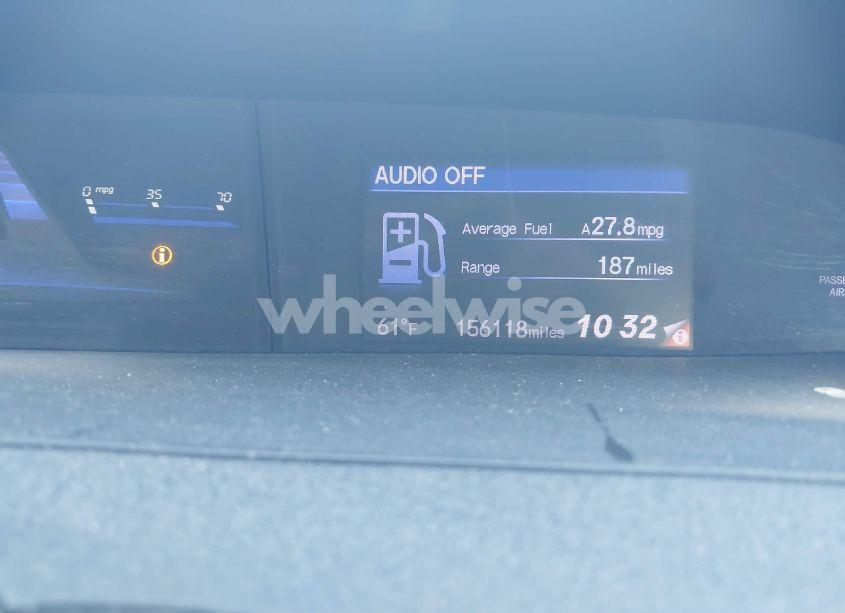 0 mpg 35 70
AUDIO OFF
Average Fuel A27.8mpg
Range 187miles
wheelwise
61°F 156118miles 10 32
PASSE
AIR